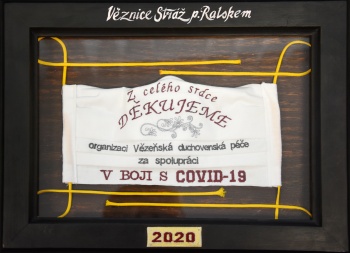 Věznice Stráž p. Ralskem
Z celého srdce
DĚKUJEME
organizaci Vězeňská duchovenská péče
za spolupráci
V BOJI S COVID-19
2020